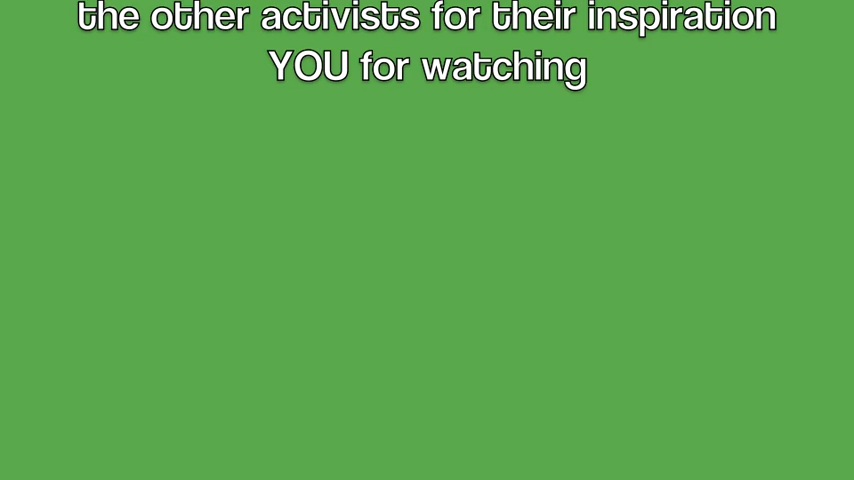 the other activists for their inspiration
YOU for watching